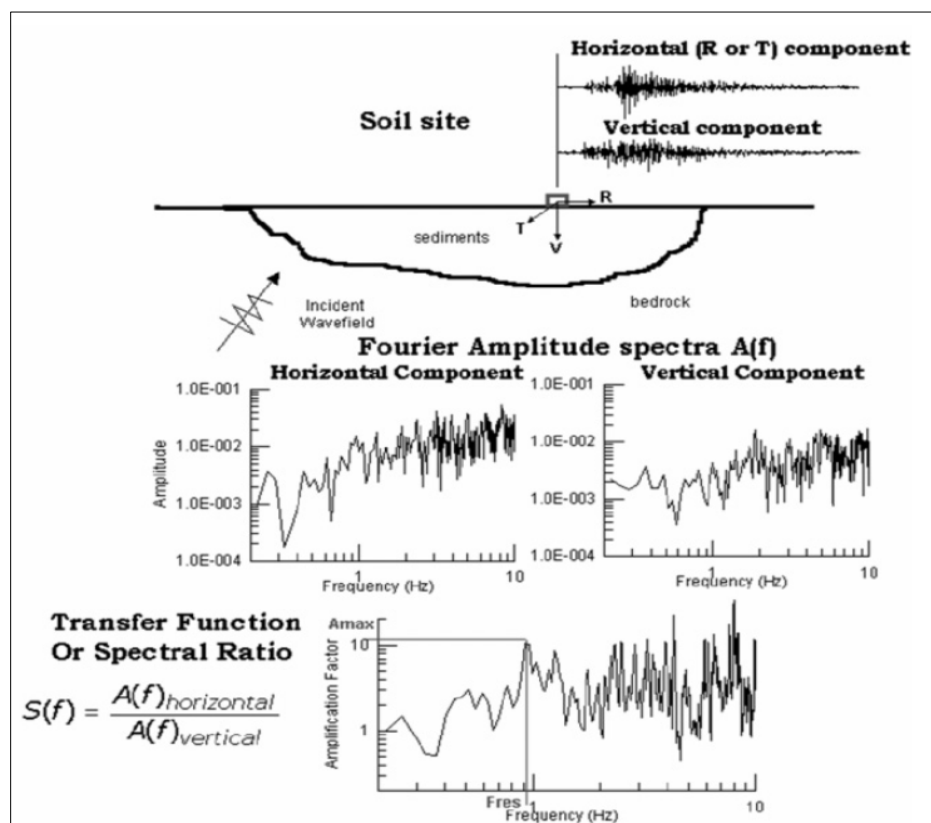 Horizontal (R or T) component
Soil site
Vertical component
R
T
V
sediments
bedrock
Incident
Wavefield
Fourier Amplitude spectra A(f)
Horizontal Component
Vertical Component
1.0E-001
1.0E-002
1.0E-003
1.0E-004
Amplitude
1
10
Frequency (Hz)
1.0E-001
1.0E-002
1.0E-003
1.0E-004
1
10
Frequency (Hz)
Transfer Function
Or Spectral Ratio
S(f) = A(f)horizontal / A(f)vertical
Amax
10
1
Amplification Factor
Fres
1
10
Frequency (Hz)